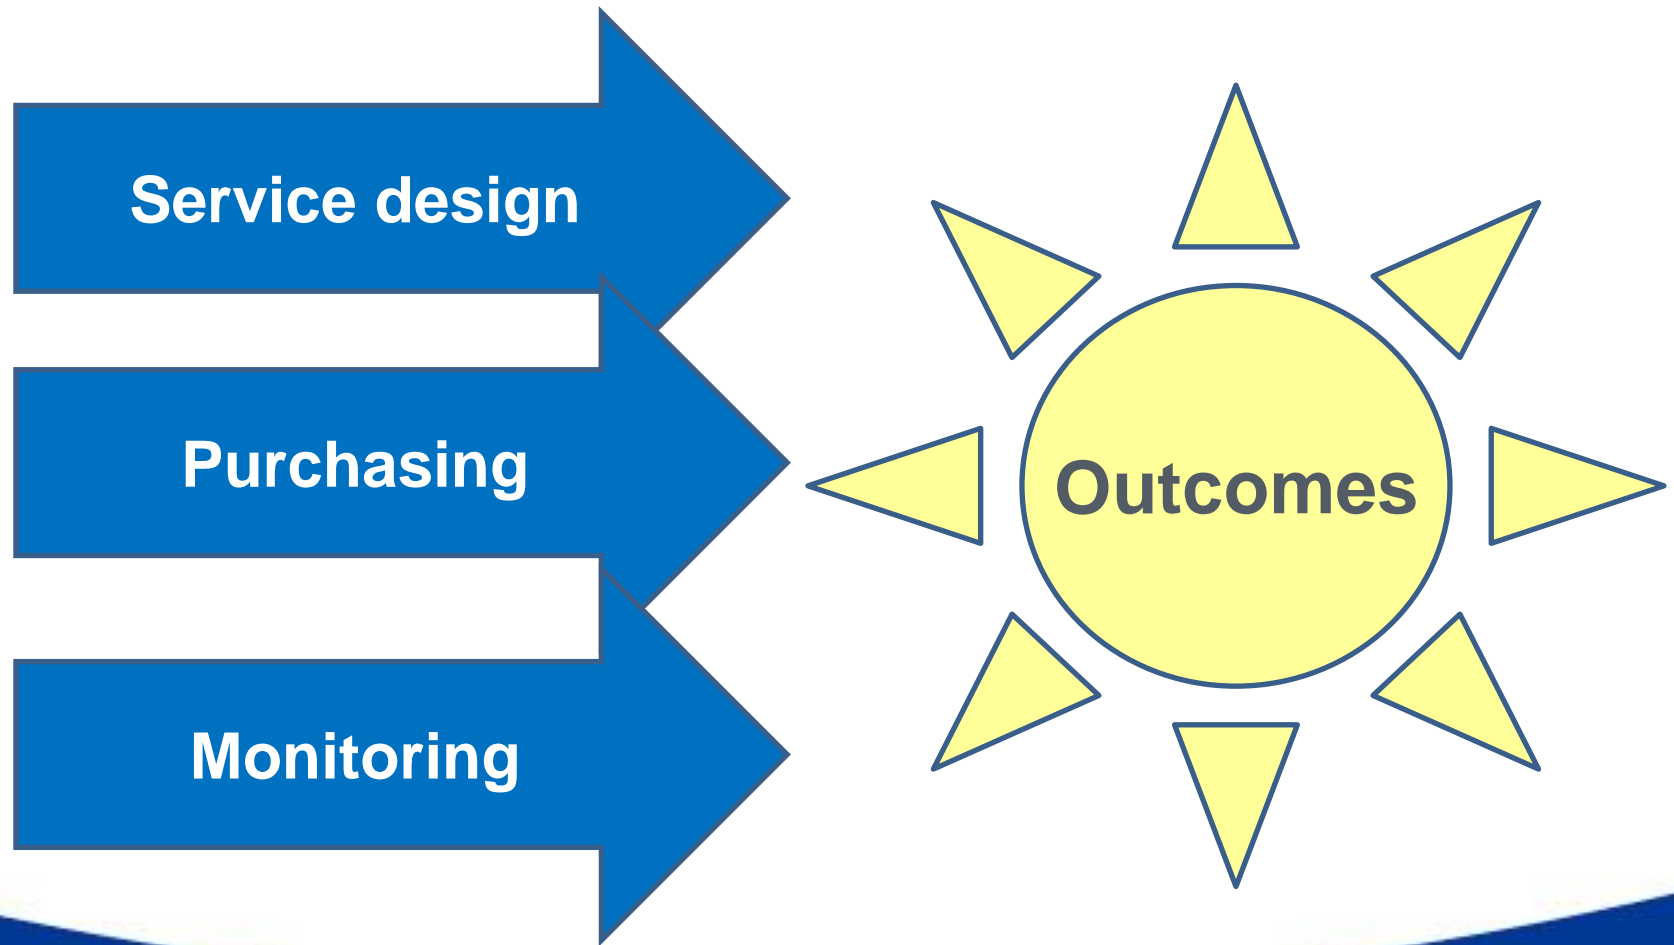 Service design
Purchasing
Outcomes
Monitoring